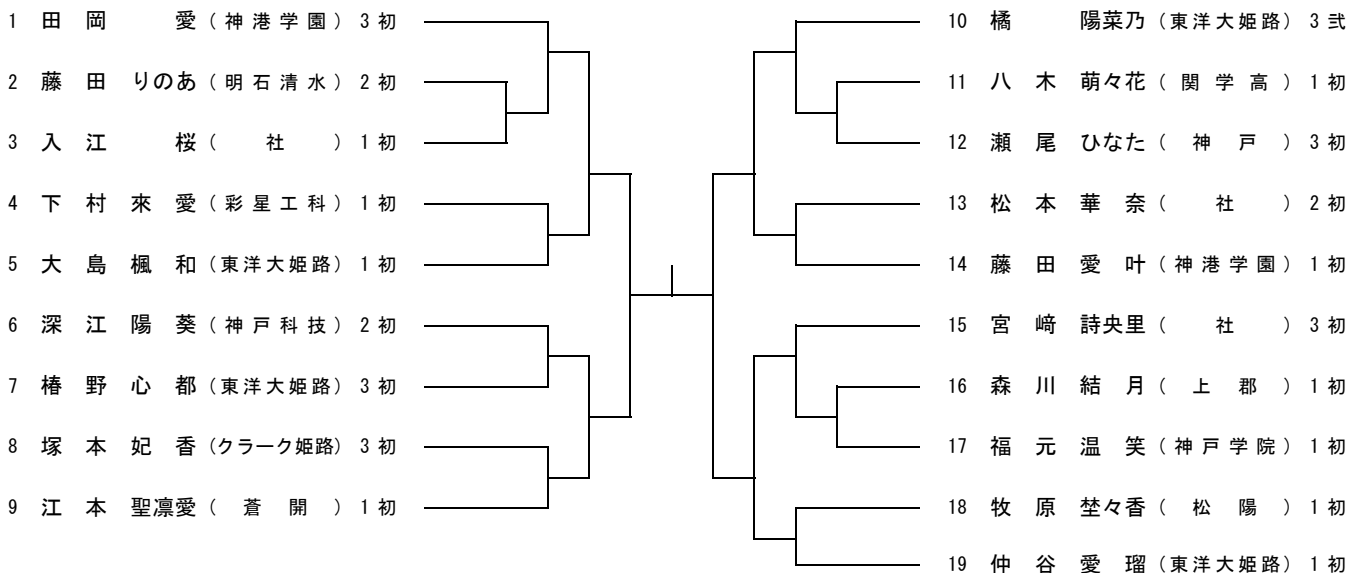 1 田岡 愛 (神港学園) 3 初
2 藤田 りのあ (明石清水) 2 初
3 入江 桜 (社) 1 初
4 下村 來愛 (彩星工科) 1 初
5 大島 楓和 (東洋大姫路) 1 初
6 深江 陽葵 (神戸科技) 2 初
7 椿野 心都 (東洋大姫路) 3 初
8 塚本 妃香 (クラーク姫路) 3 初
9 江本 聖凛愛 (蒼開) 1 初
10 橘 陽菜乃 (東洋大姫路) 3 弐
11 八木 萌々花 (関学高) 1 初
12 瀬尾 ひなた (神戸) 3 初
13 松本 華奈 (社) 2 初
14 藤田 愛叶 (神港学園) 1 初
15 宮﨑 詩央里 (社) 3 初
16 森川 結月 (上郡) 1 初
17 福元 温笑 (神戸学院) 1 初
18 牧原 埜々香 (松陽) 1 初
19 仲谷 愛瑠 (東洋大姫路) 1 初